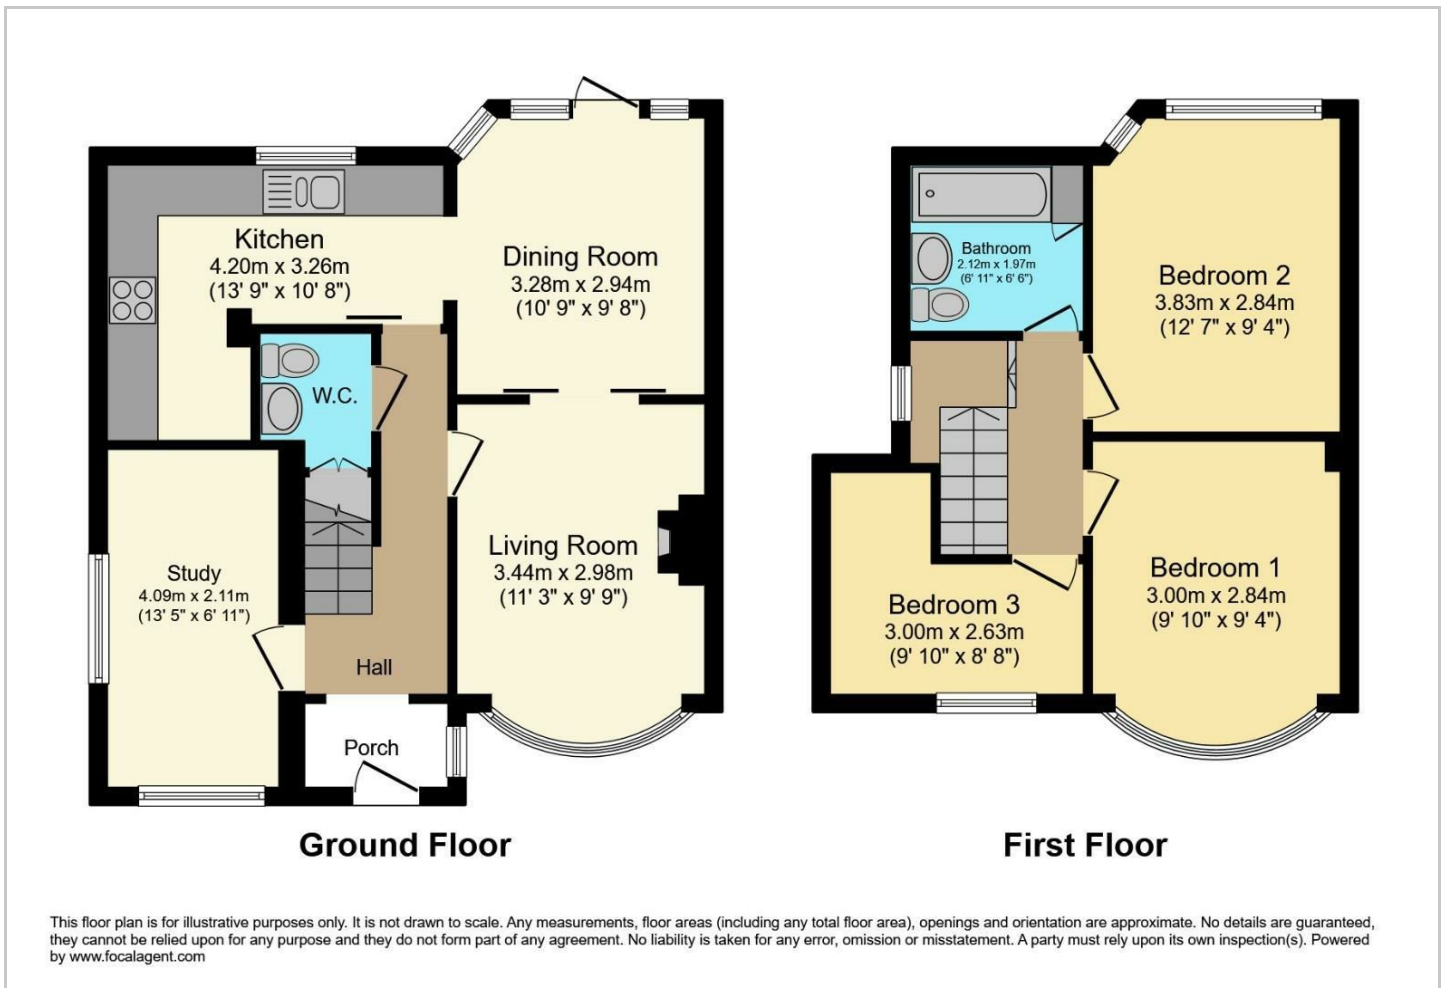 Kitchen
4.20m x 3.26m
(13' 9" x 10' 8")
Dining Room
3.28m x 2.94m
(10' 9" x 9' 8")
W.C.
Living Room
3.44m x 2.98m
(11' 3" x 9' 9")
Study
4.09m x 2.11m
(13' 5" x 6' 11")
Hall
Porch
Ground Floor
Bathroom
2.12m x 1.97m
(6' 11" x 6' 6")
Bedroom 2
3.83m x 2.84m
(12' 7" x 9' 4")
Bedroom 1
3.00m x 2.84m
(9' 10" x 9' 4")
Bedroom 3
3.00m x 2.63m
(9' 10" x 8' 8")
First Floor
This floor plan is for illustrative purposes only. It is not drawn to scale. Any measurements, floor areas (including any total floor area), openings and orientation are approximate. No details are guaranteed,
they cannot be relied upon for any purpose and they do not form part of any agreement. No liability is taken for any error, omission or misstatement. A party must rely upon its own inspection(s). Powered
by www.focalagent.com